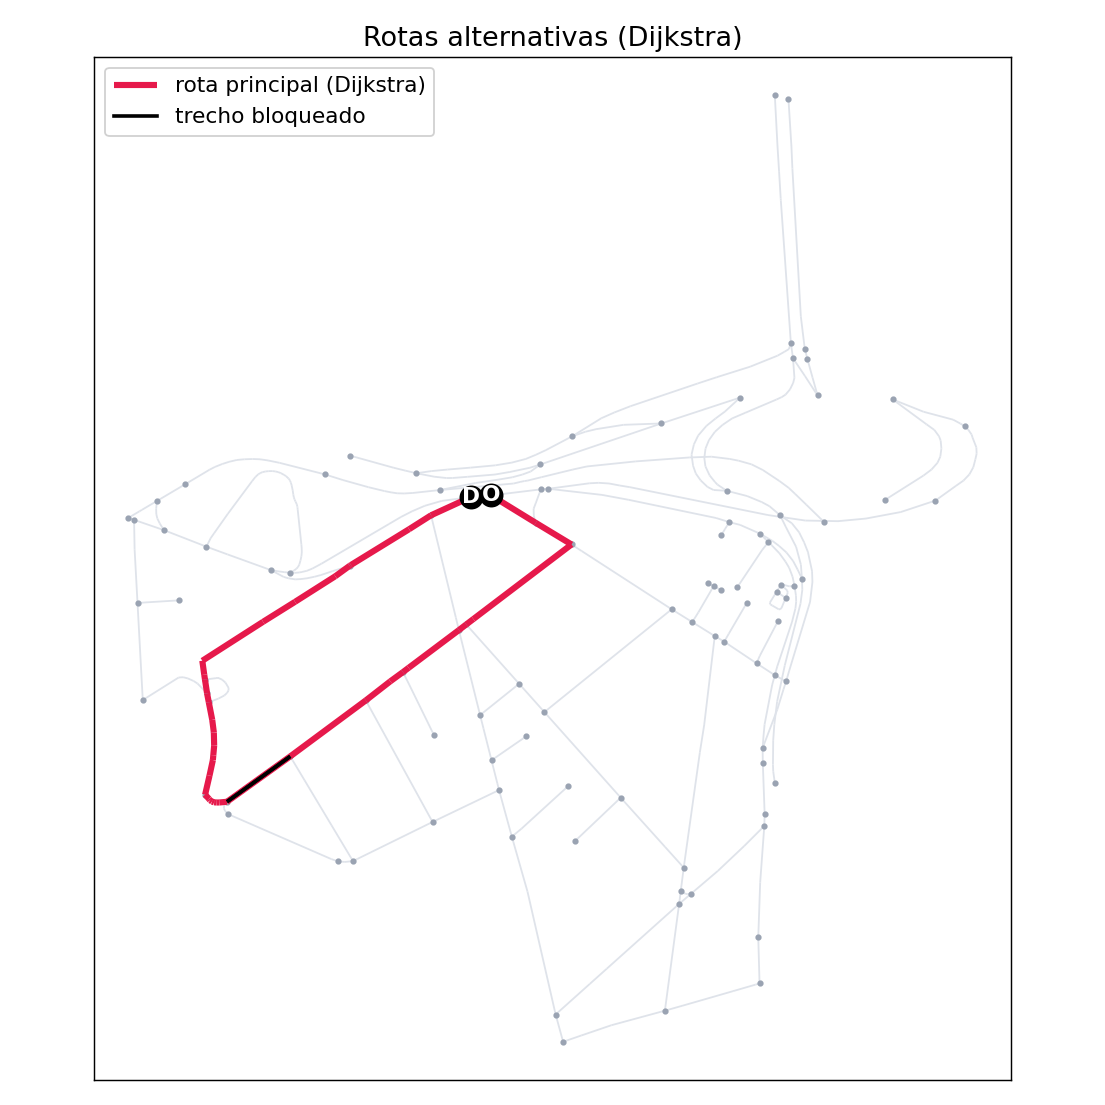 Rotas alternativas (Dijkstra)
rota principal (Dijkstra)
trecho bloqueado
D O